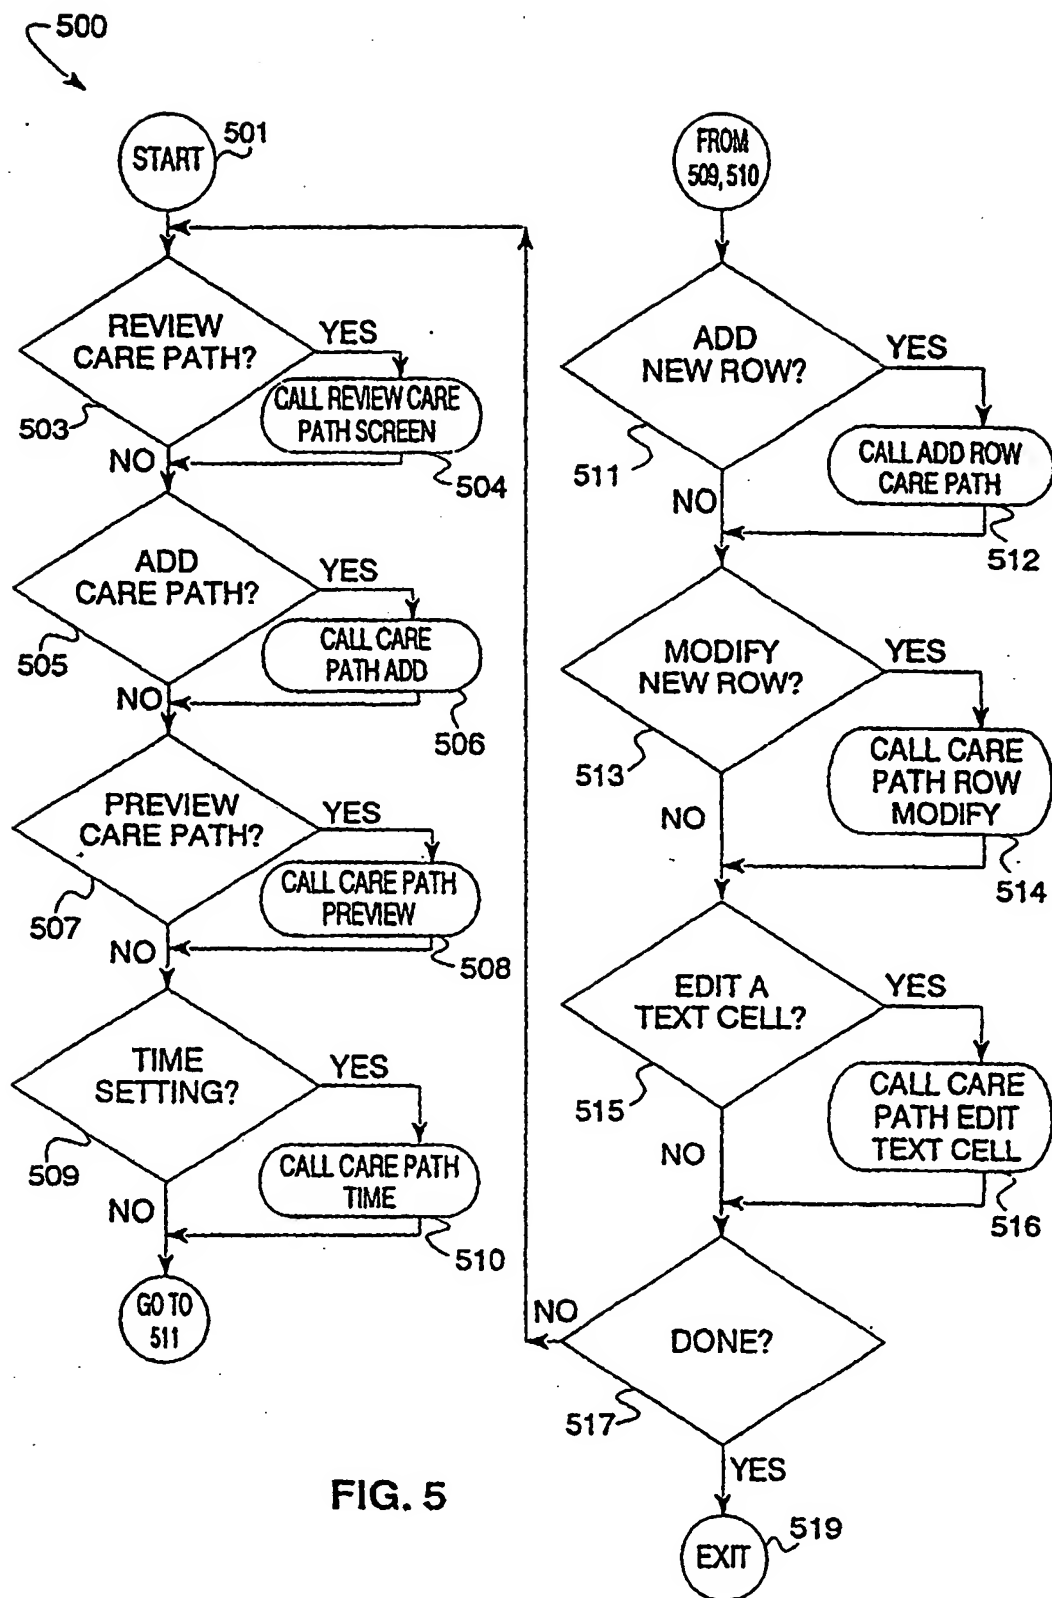 500
START
501
REVIEW
CARE PATH?
YES
503
CALL REVIEW CARE
PATH SCREEN
504
NO
ADD
CARE PATH?
YES
505
CALL CARE
PATH ADD
506
NO
PREVIEW
CARE PATH?
YES
507
CALL CARE PATH
PREVIEW
508
NO
TIME
SETTING?
YES
509
CALL CARE PATH
TIME
510
NO
GO TO
511
FROM
509, 510
ADD
NEW ROW?
YES
511
CALL ADD ROW
CARE PATH
512
NO
MODIFY
NEW ROW?
YES
513
CALL CARE
PATH ROW
MODIFY
514
NO
EDIT A
TEXT CELL?
YES
515
CALL CARE
PATH EDIT
TEXT CELL
516
NO
DONE?
NO
517
YES
EXIT
519
FIG. 5